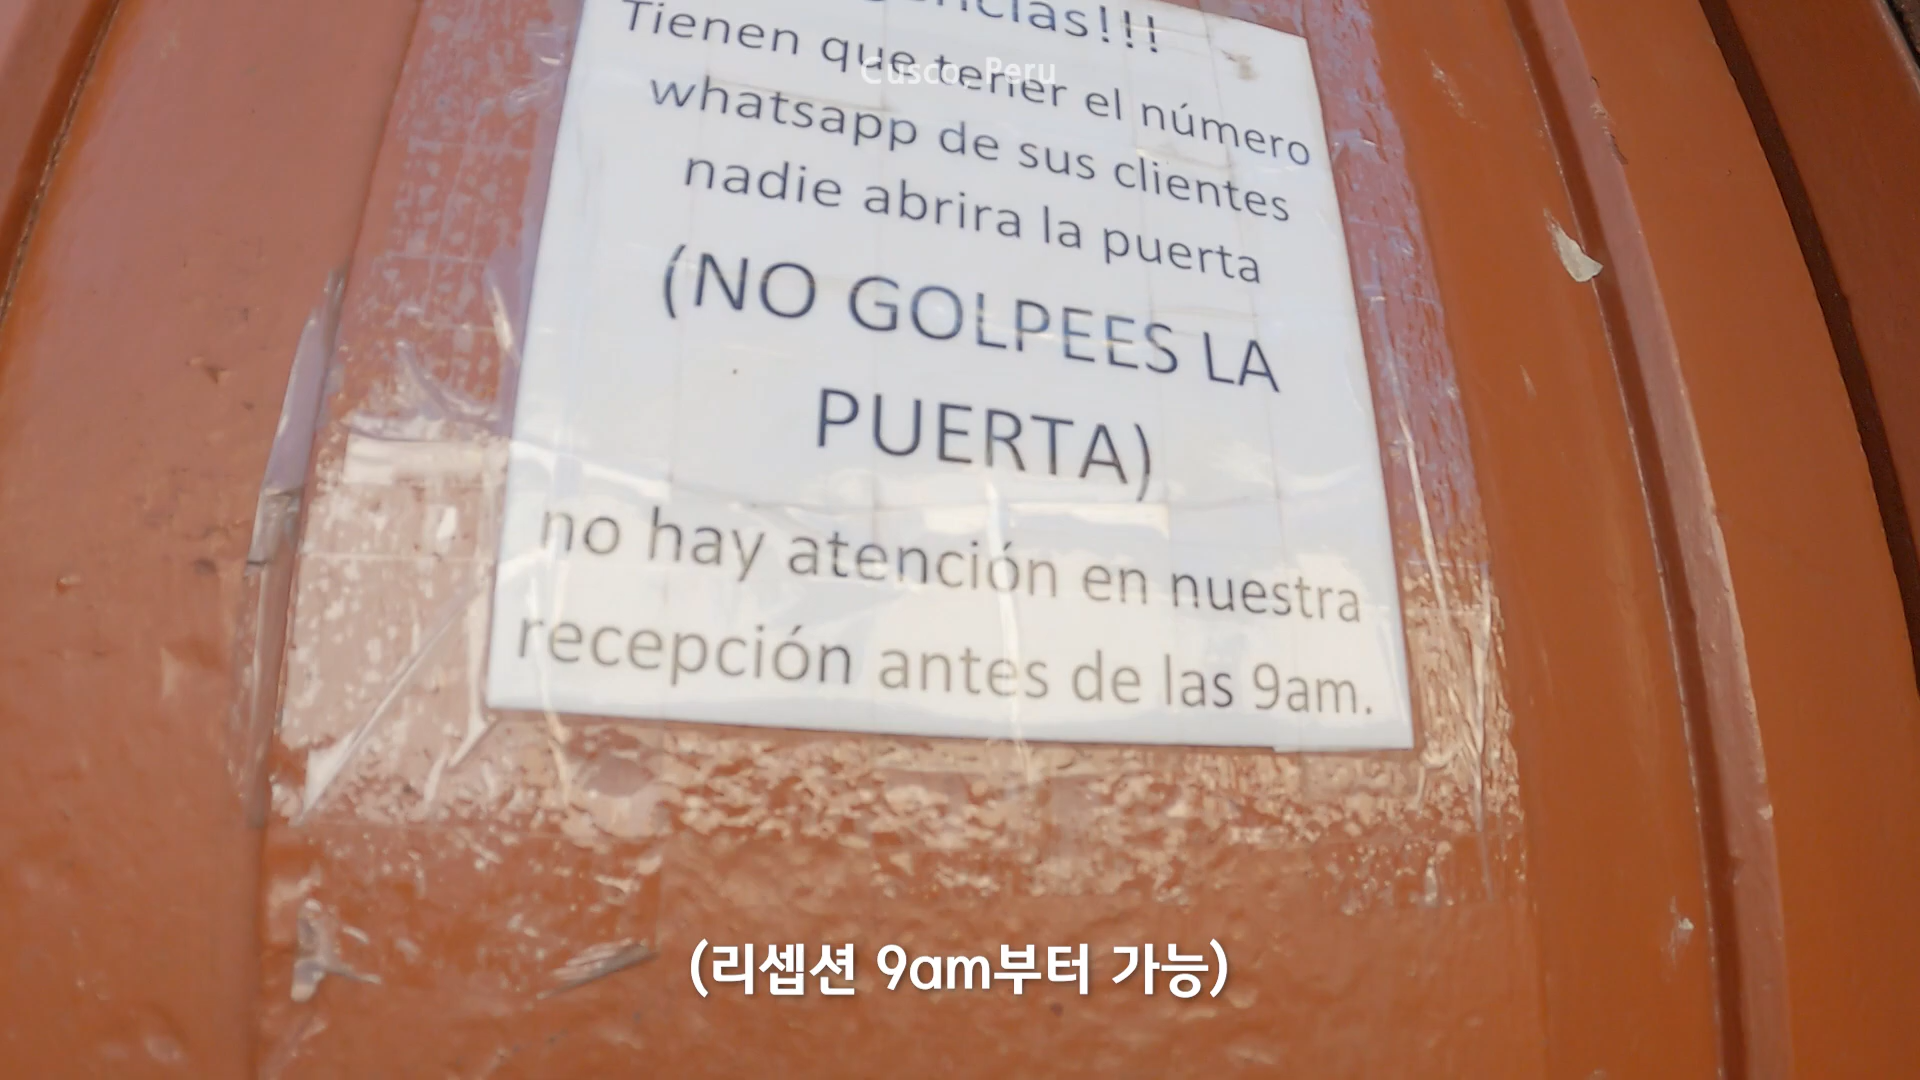 Tienen que tener el número
Cusco, Peru
whatsapp de sus clientes
nadie abrira la puerta
(NO GOLPEES LA
PUERTA)
no hay atención en nuestra
recepción antes de las 9am.
(리셉션 9am부터 가능)